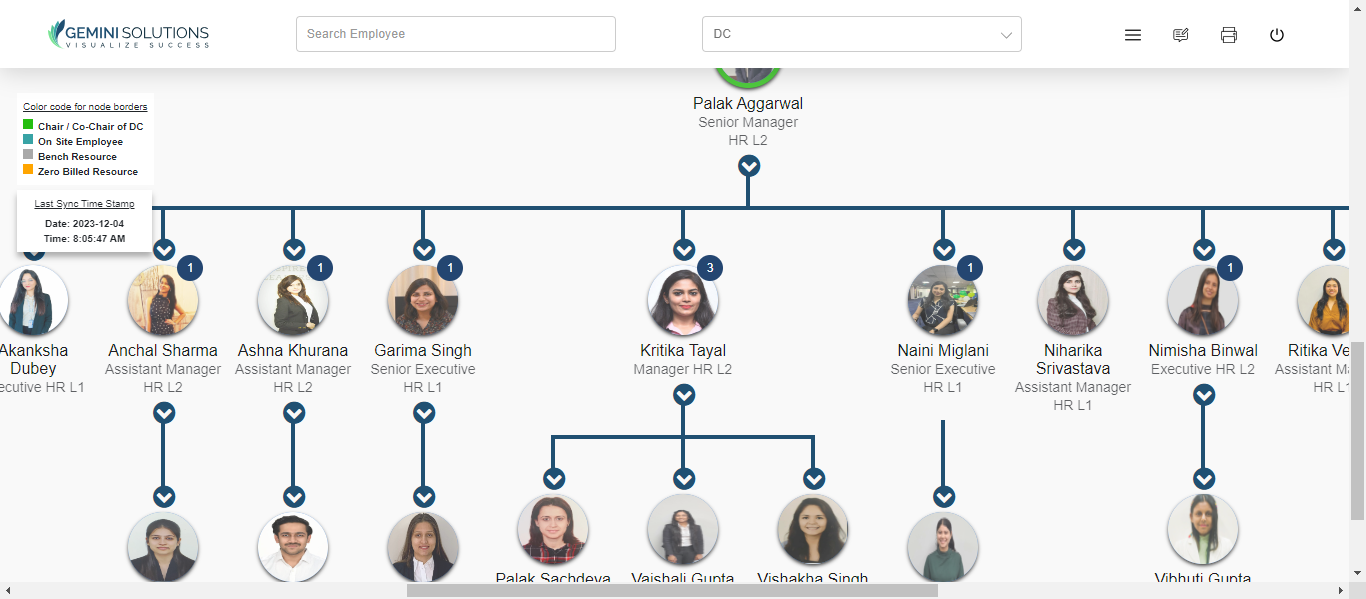 GEMINI SOLUTIONS
VISUALIZE SUCCESS
Search Employee
DC
Palak Aggarwal
Senior Manager
HR L2
Color code for node borders
Chair / Co-Chair of DC
On Site Employee
Bench Resource
Zero Billed Resource
Last Sync Time Stamp
Date: 2023-12-04
Time: 8:05:47 AM
Akanksha
Dubey
ecutive HR L1
1
Anchal Sharma
Assistant Manager
HR L2
1
Ashna Khurana
Assistant Manager
HR L2
1
Garima Singh
Senior Executive
HR L1
3
Kritika Tayal
Manager HR L2
1
Naini Miglani
Senior Executive
HR L1
Niharika
Srivastava
Assistant Manager
HR L1
1
Nimisha Binwal
Executive HR L2
Ritika Ve
Assistant Ma
HR L1
Palak Sachdeva
Vaishali Gupta
Vishakha Singh
Vibhuti Gupta